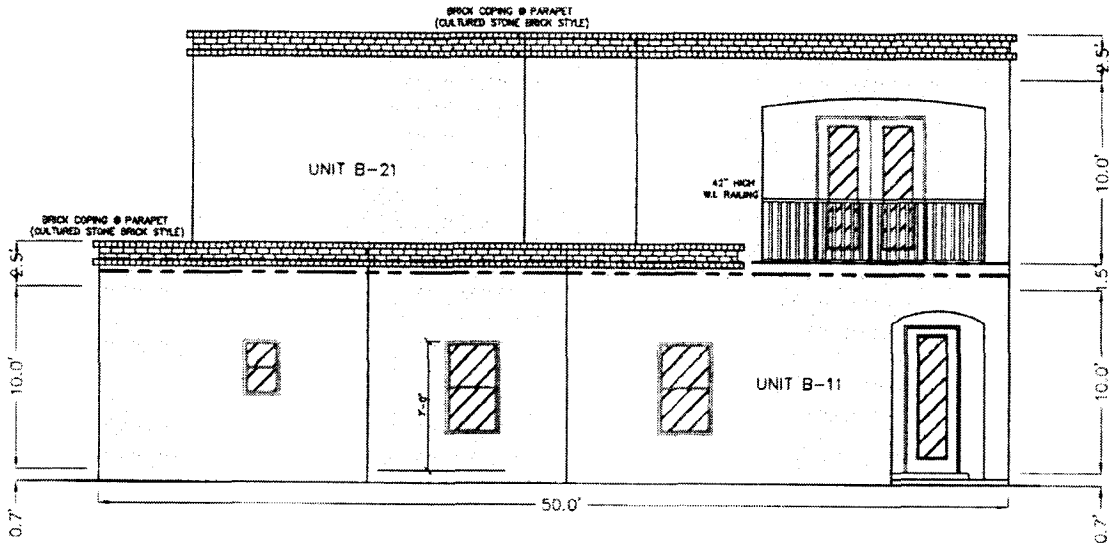 BRICK COPING @ PARAPET
(CULTURED STONE BRICK STYLE)
2.5'
UNIT B-21
10.0'
42" HIGH
W.I. RAILING
BRICK COPING @ PARAPET
(CULTURED STONE BRICK STYLE)
2.5'
1.5'
10.0'
7'-0"
UNIT B-11
10.0'
0.7'
50.0'
0.7'